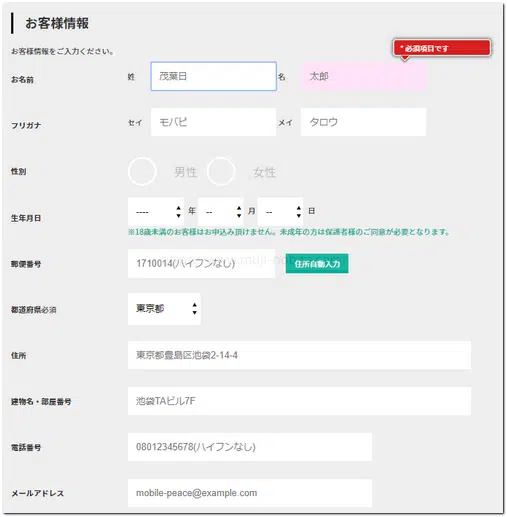 お客様情報
お客様情報をご入力ください。
* 必須項目です
お名前 姓 茂葉日 名 太郎
フリガナ セイ モバビ メイ タロウ
性別 男性 女性
生年月日 ---- 年 -- 月 -- 日
※18歳未満のお客様はお申込み頂けません。未成年の方は保護者様のご同意が必要となります。
郵便番号 1710014(ハイフンなし) 住所自動入力
都道府県必須 東京都
住所 東京都豊島区池袋2-14-4
建物名・部屋番号 池袋TAビル7F
電話番号 08012345678(ハイフンなし)
メールアドレス mobile-peace@example.com